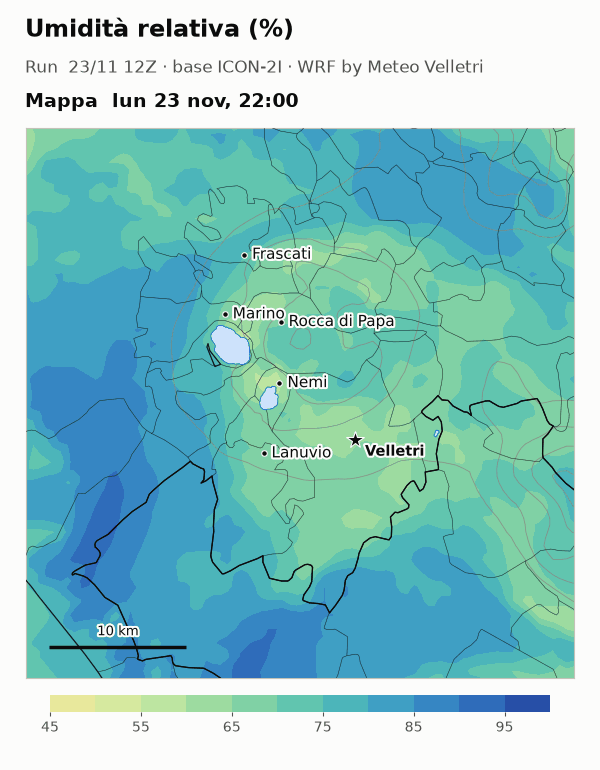 Umidità relativa (%)
Run  23/11 12Z · base ICON-2I · WRF by Meteo Velletri
Mappa  lun 23 nov, 22:00
Frascati
Marino
Rocca di Papa
Nemi
Velletri
Lanuvio
10 km
45 55 65 75 85 95